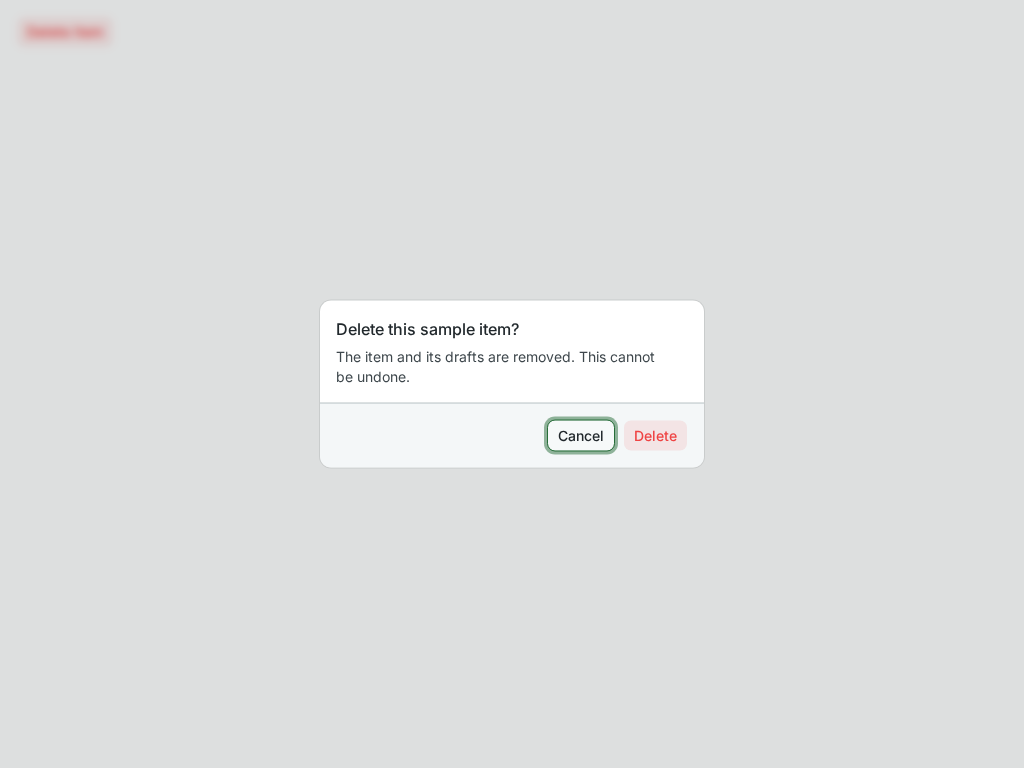 Delete this sample item?
The item and its drafts are removed. This cannot
be undone.
Cancel
Delete